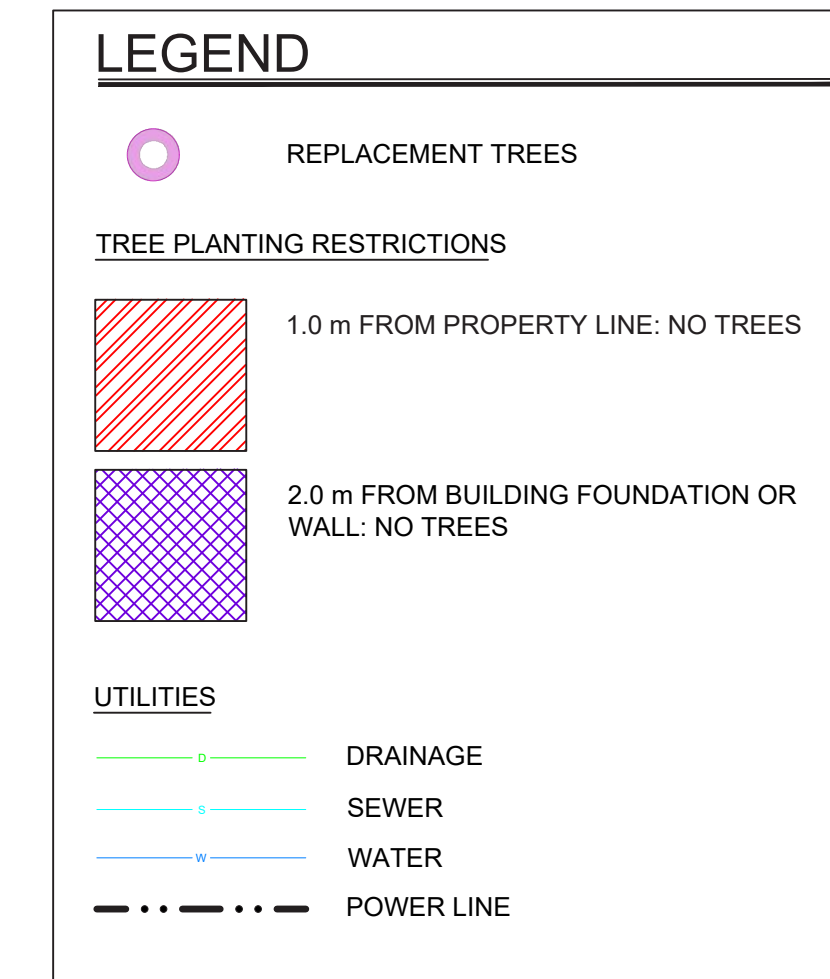 LEGEND
REPLACEMENT TREES
TREE PLANTING RESTRICTIONS
1.0 m FROM PROPERTY LINE: NO TREES
2.0 m FROM BUILDING FOUNDATION OR
WALL: NO TREES
UTILITIES
D DRAINAGE
S SEWER
W WATER
POWER LINE